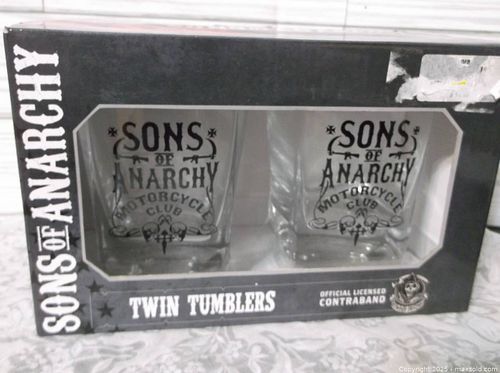 SONS OF ANARCHY
SONS
OF
ANARCHY
MOTORCYCLE
CLUB
SONS
OF
ANARCHY
MOTORCYCLE
CLUB
TWIN TUMBLERS
OFFICIAL LICENSED
CONTRABAND
Copyright 2025 | maxsold.com